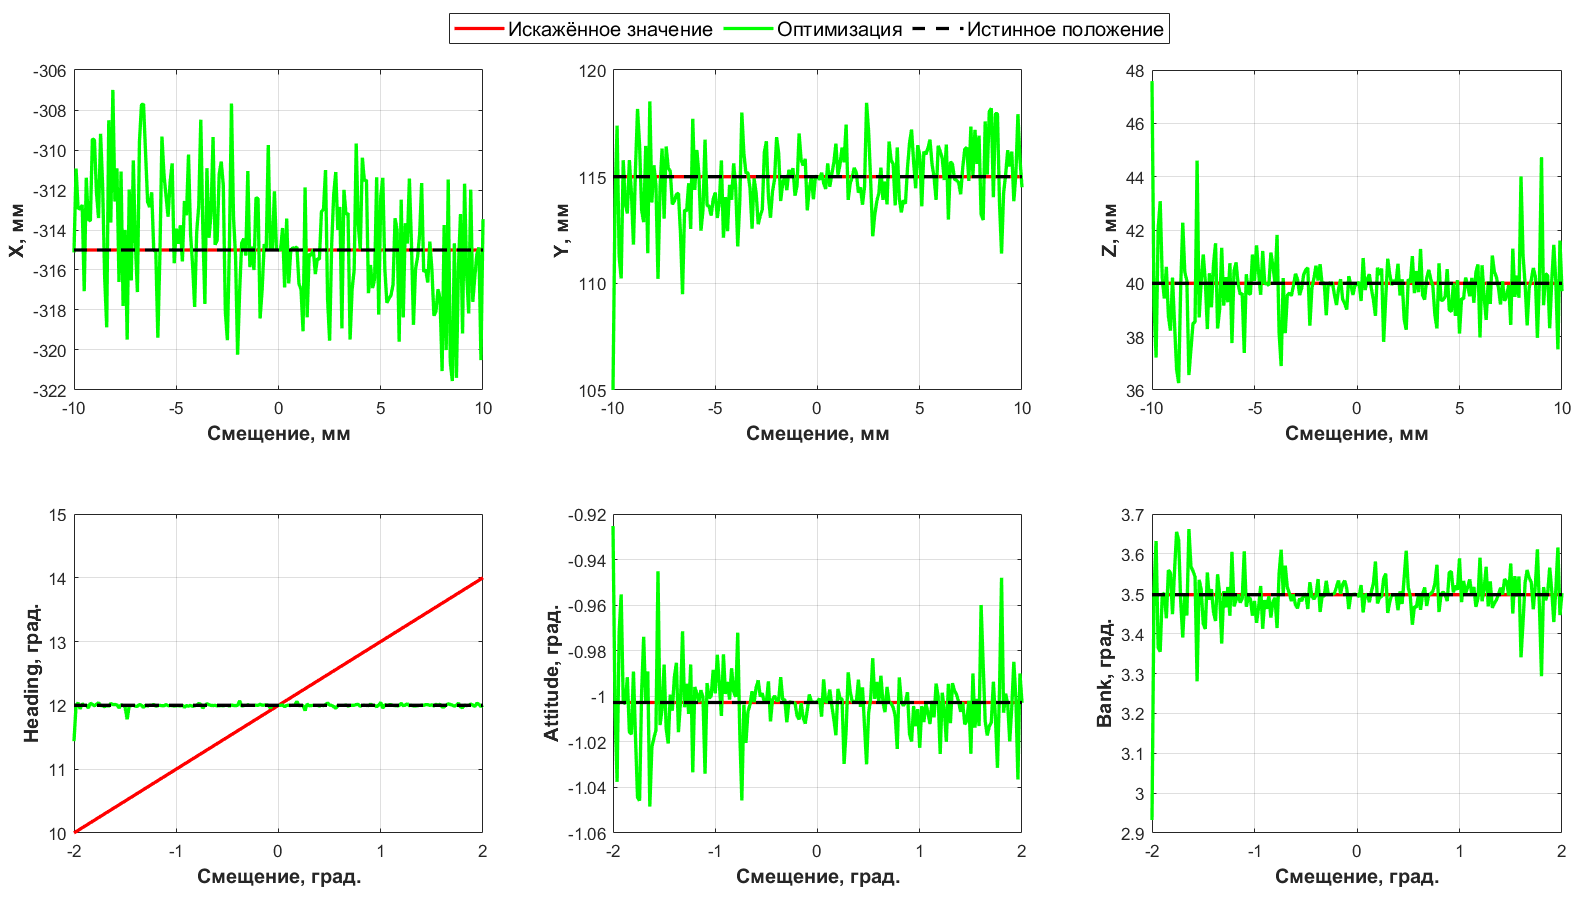 Искажённое значение Оптимизация Истинное положение
X, мм
-306
-308
-310
-312
-314
-316
-318
-320
-322
-10 -5 0 5 10
Смещение, мм
Y, мм
120
115
110
105
-10 -5 0 5 10
Смещение, мм
Z, мм
48
46
44
42
40
38
36
-10 -5 0 5 10
Смещение, мм
Heading, град.
15
14
13
12
11
10
-2 -1 0 1 2
Смещение, град.
Attitude, град.
-0.92
-0.94
-0.96
-0.98
-1
-1.02
-1.04
-1.06
-2 -1 0 1 2
Смещение, град.
Bank, град.
3.7
3.6
3.5
3.4
3.3
3.2
3.1
3
2.9
-2 -1 0 1 2
Смещение, град.